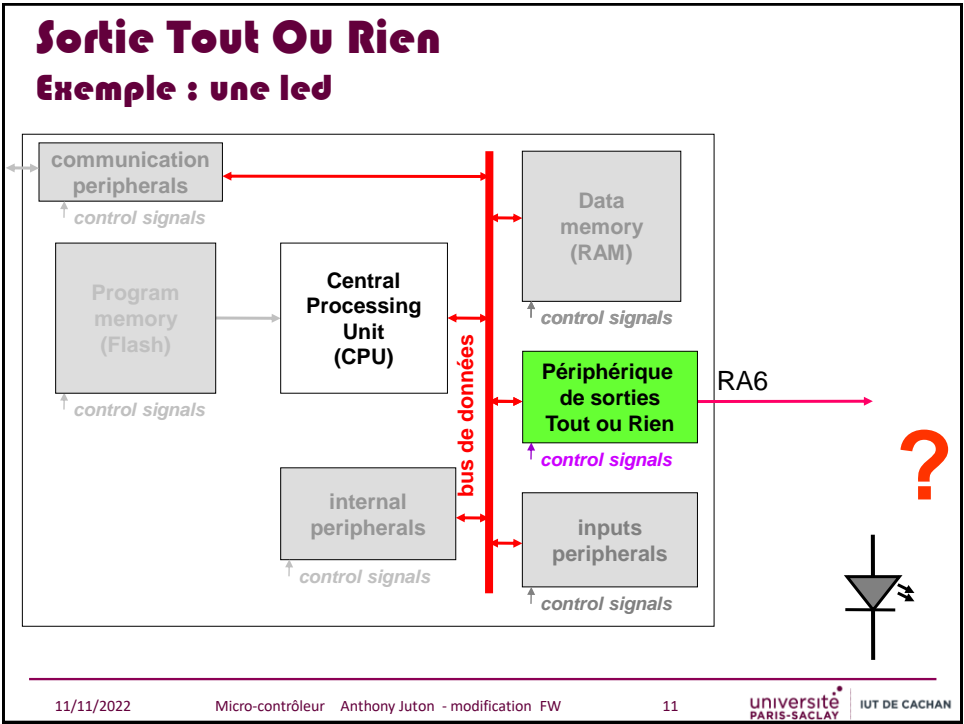 Sortie Tout Ou Rien
Exemple : une led
communication
peripherals
control signals
Program
memory
(Flash)
control signals
Central
Processing
Unit
(CPU)
internal
peripherals
control signals
bus de données
Data
memory
(RAM)
control signals
Périphérique
de sorties
Tout ou Rien
control signals
RA6
?
inputs
peripherals
control signals
11/11/2022
Micro-contrôleur Anthony Juton - modification FW
11
université
PARIS-SACLAY
IUT DE CACHAN